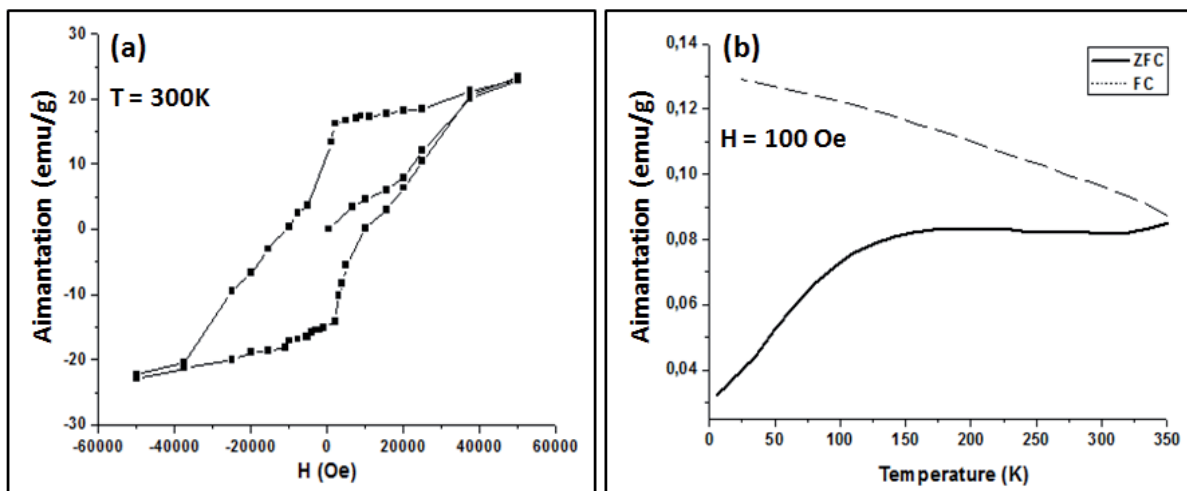 (a)
T = 300K
Aimantation (emu/g)
30
20
10
0
-10
-20
-30
-60000 -40000 -20000 0 20000 40000 60000
H (Oe)
(b)
ZFC
FC
H = 100 Oe
Aimantation (emu/g)
0,14
0,12
0,10
0,08
0,06
0,04
0 50 100 150 200 250 300 350
Temperature (K)